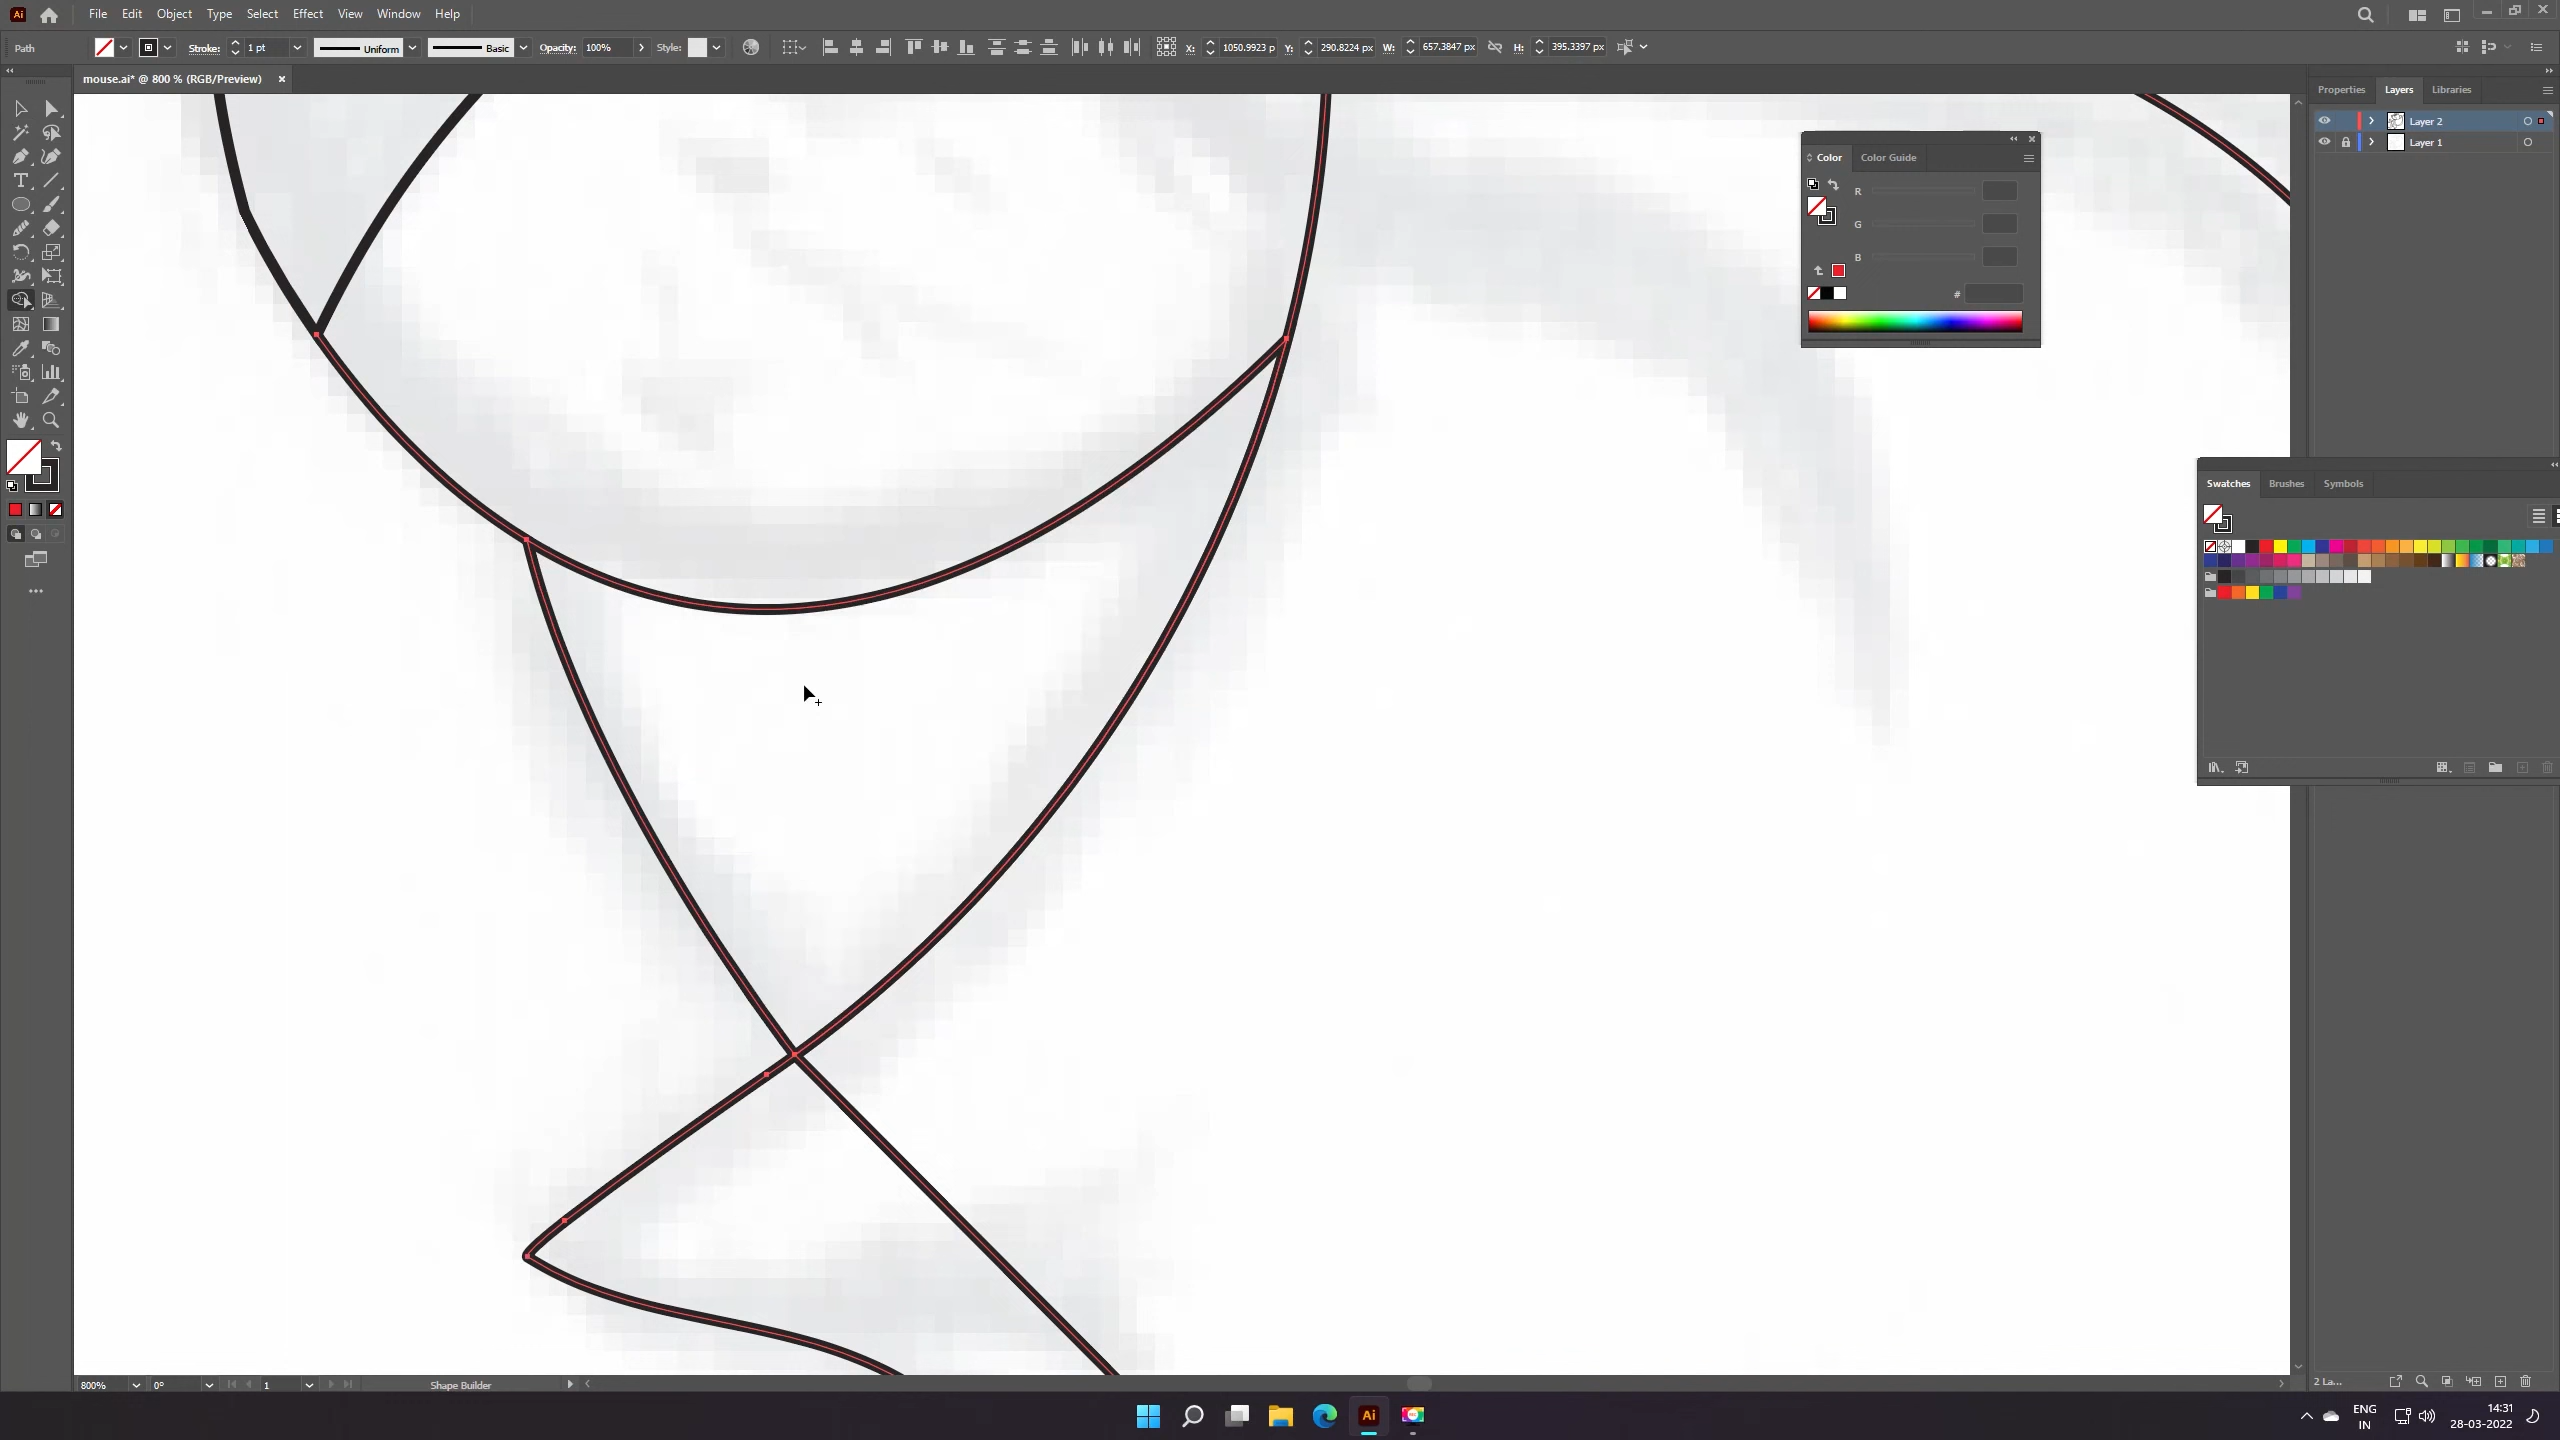 Ai File Edit Object Type Select Effect View Window Help
Path Stroke: 1 pt Uniform Basic Opacity: 100% Style: X: 1050.9923 p Y: 290.8224 px W: 657.3847 px H: 395.3397 px
mouse.ai* @ 800 % (RGB/Preview) ×
Properties Layers Libraries
Layer 2
Layer 1
Color Color Guide
R
G
B
#
Swatches Brushes Symbols
800% 0° 1 Shape Builder
2 La...
Ai
ENG
IN
14:31
28-03-2022